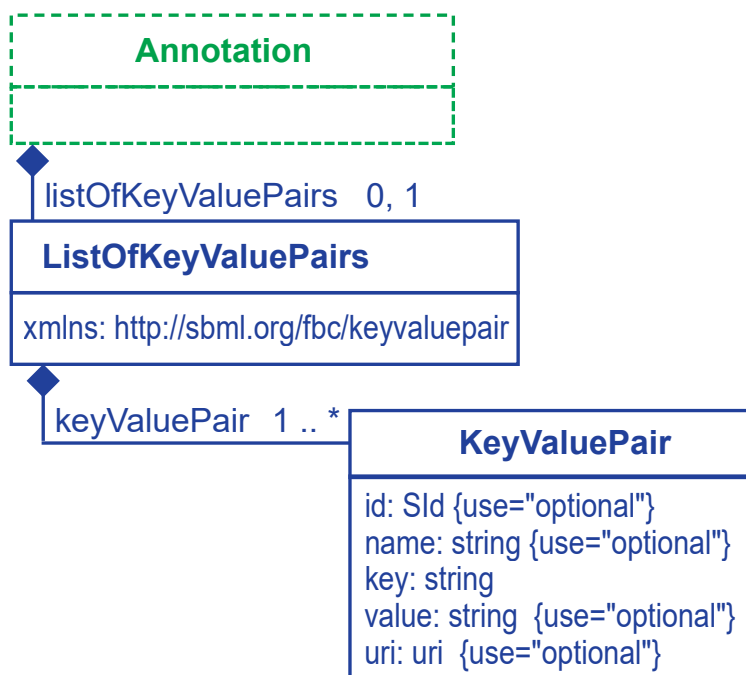 Annotation
listOfKeyValuePairs 0, 1
ListOfKeyValuePairs
xmlns: http://sbml.org/fbc/keyvaluepair
keyValuePair 1 .. *
KeyValuePair
id: SId {use="optional"}
name: string {use="optional"}
key: string
value: string {use="optional"}
uri: uri {use="optional"}